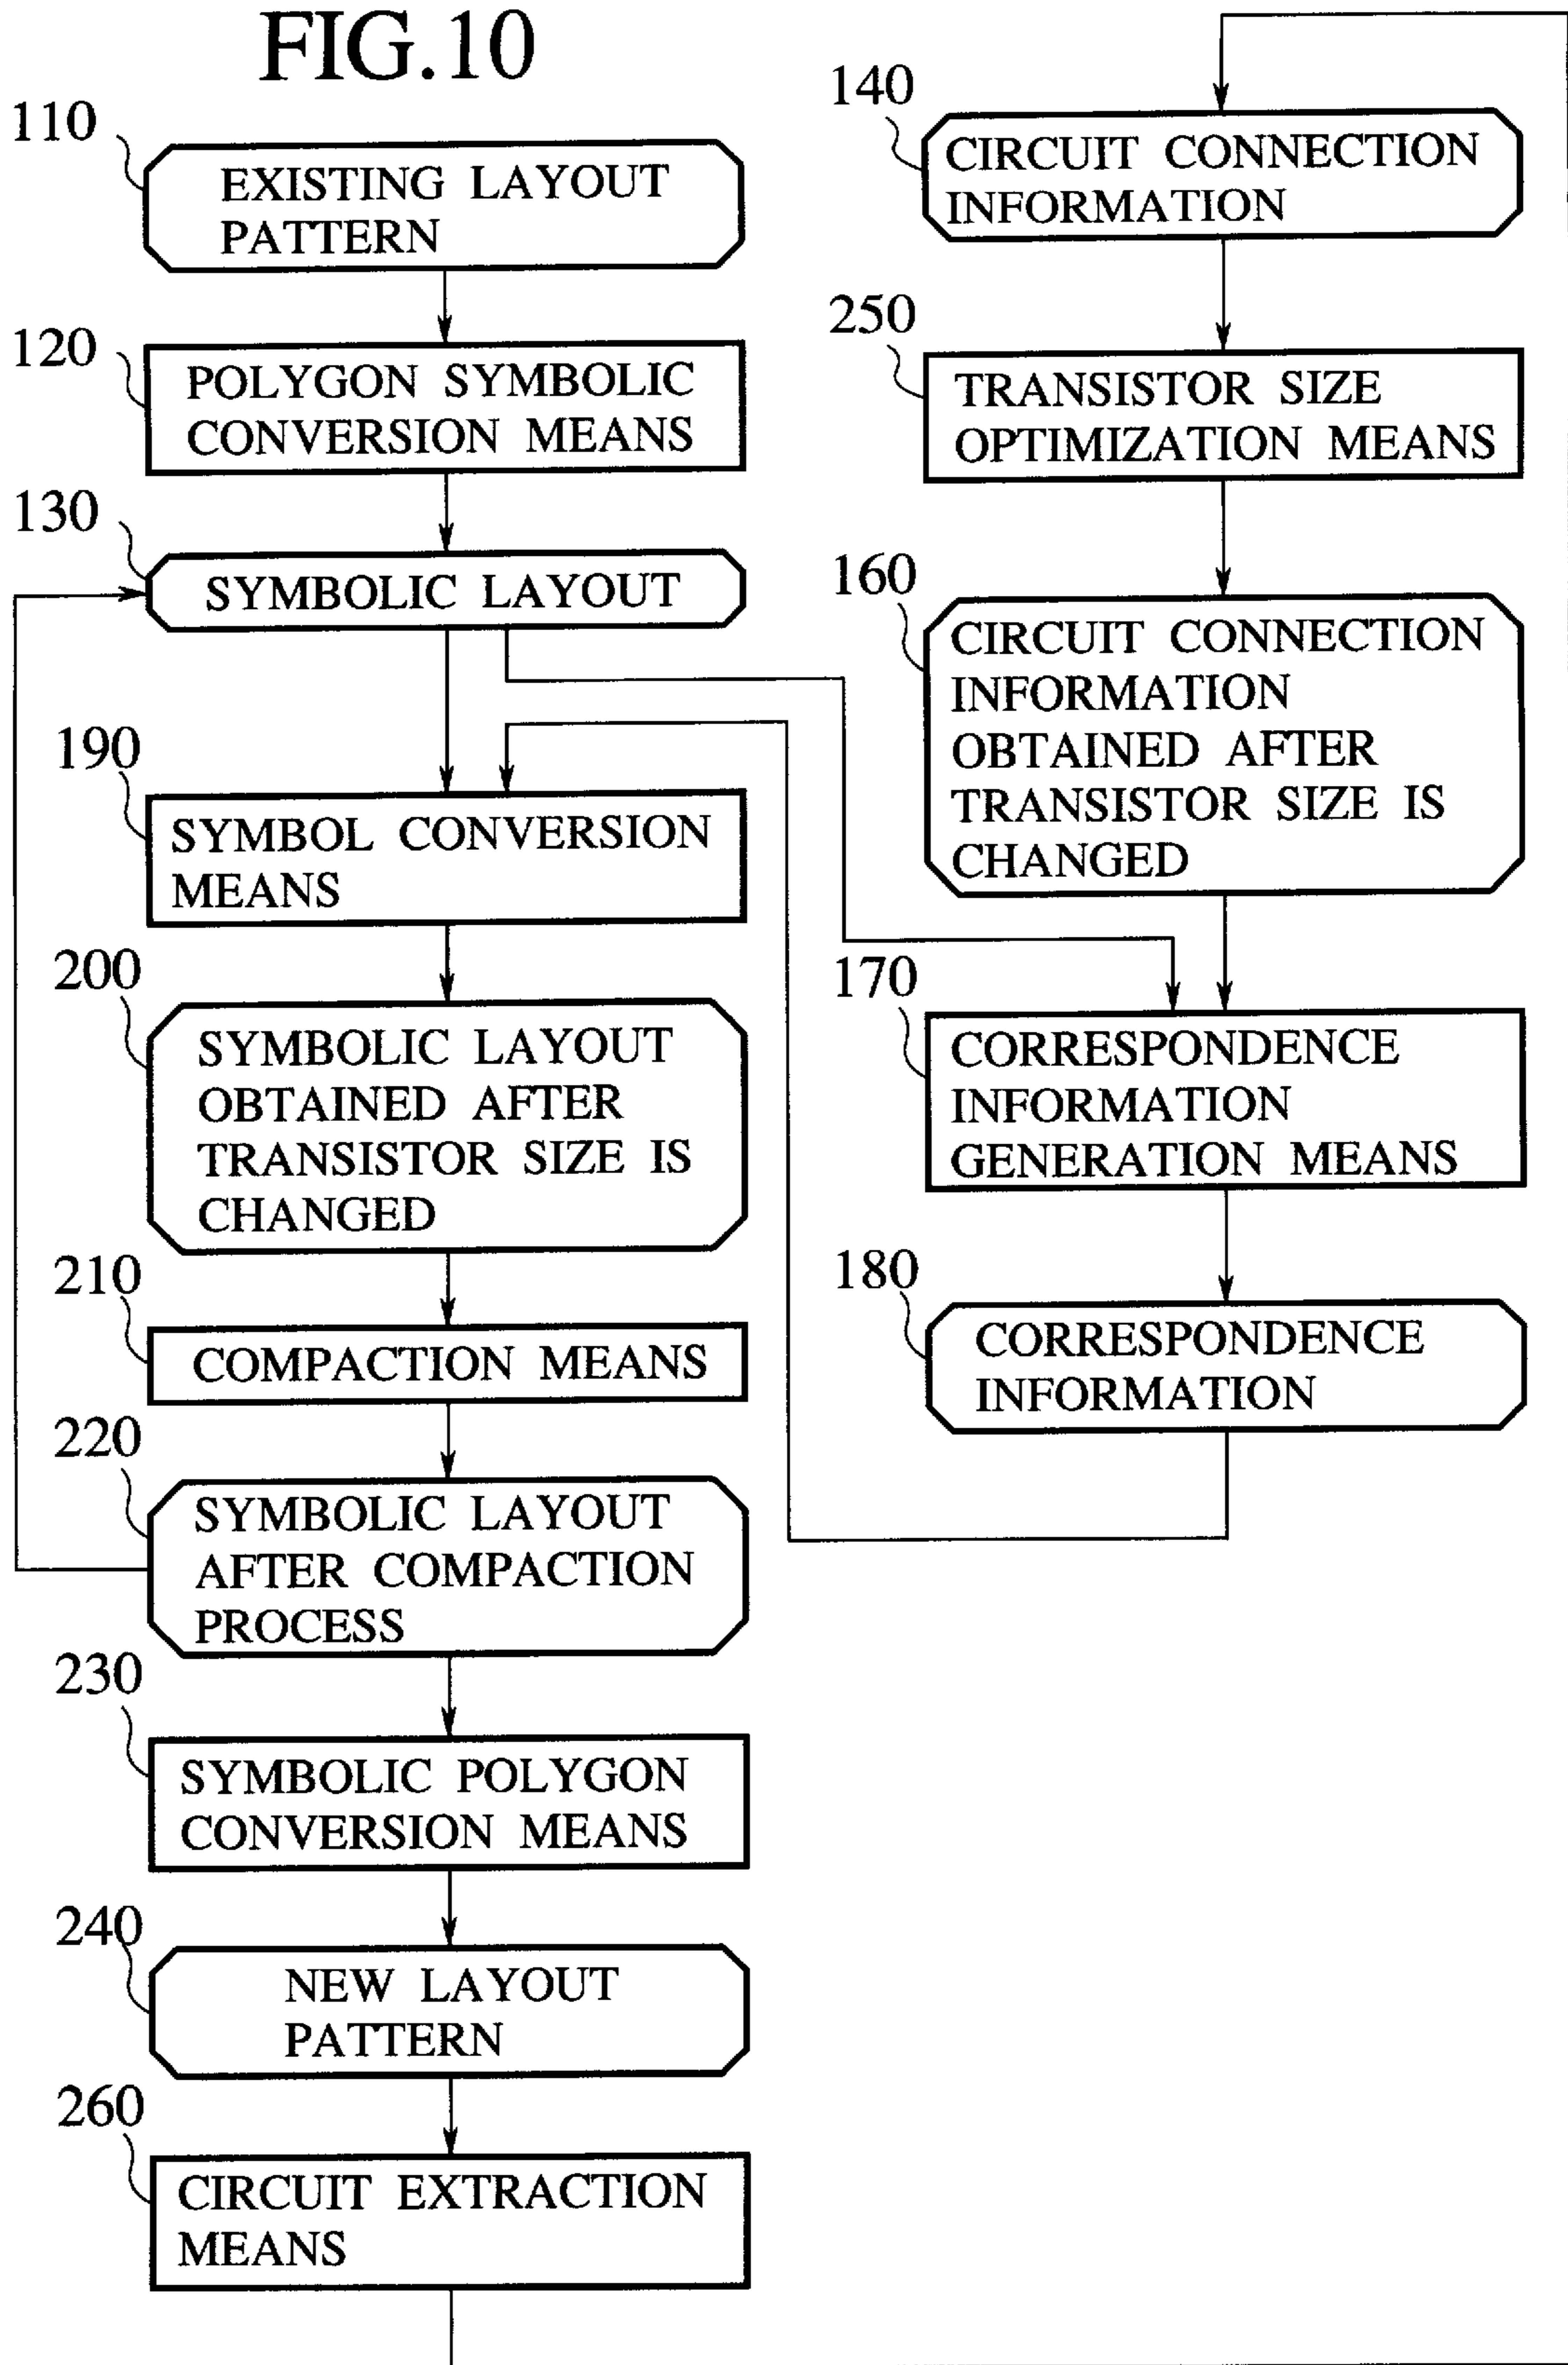 FIG.10
110
EXISTING LAYOUT
PATTERN
120
POLYGON SYMBOLIC
CONVERSION MEANS
130
SYMBOLIC LAYOUT
190
SYMBOL CONVERSION
MEANS
200
SYMBOLIC LAYOUT
OBTAINED AFTER
TRANSISTOR SIZE IS
CHANGED
210
COMPACTION MEANS
220
SYMBOLIC LAYOUT
AFTER COMPACTION
PROCESS
230
SYMBOLIC POLYGON
CONVERSION MEANS
240
NEW LAYOUT
PATTERN
260
CIRCUIT EXTRACTION
MEANS
140
CIRCUIT CONNECTION
INFORMATION
250
TRANSISTOR SIZE
OPTIMIZATION MEANS
160
CIRCUIT CONNECTION
INFORMATION
OBTAINED AFTER
TRANSISTOR SIZE IS
CHANGED
170
CORRESPONDENCE
INFORMATION
GENERATION MEANS
180
CORRESPONDENCE
INFORMATION